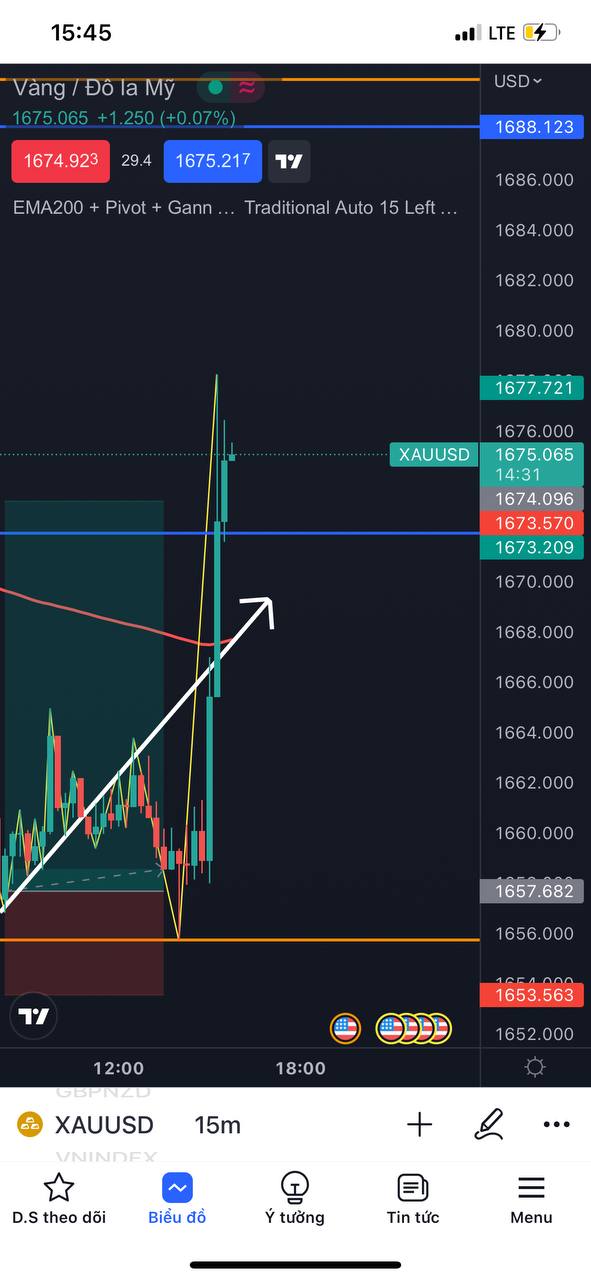 15:45
LTE
Vàng / Đô la Mỹ
USD
1675.065 +1.250 (+0.07%)
1688.123
1674.923
29.4
1675.217
1686.000
EMA200 + Pivot + Gann ... Traditional Auto 15 Left ...
1684.000
1682.000
1680.000
1677.721
1676.000
XAUUSD
1675.065
14:31
1674.096
1673.570
1673.209
1670.000
1668.000
1666.000
1664.000
1662.000
1660.000
1657.682
1656.000
1653.563
1652.000
12:00
18:00
GBPNZD
XAUUSD 15m
VNINDEX
D.S theo dõi
Biểu đồ
Ý tưởng
Tin tức
Menu